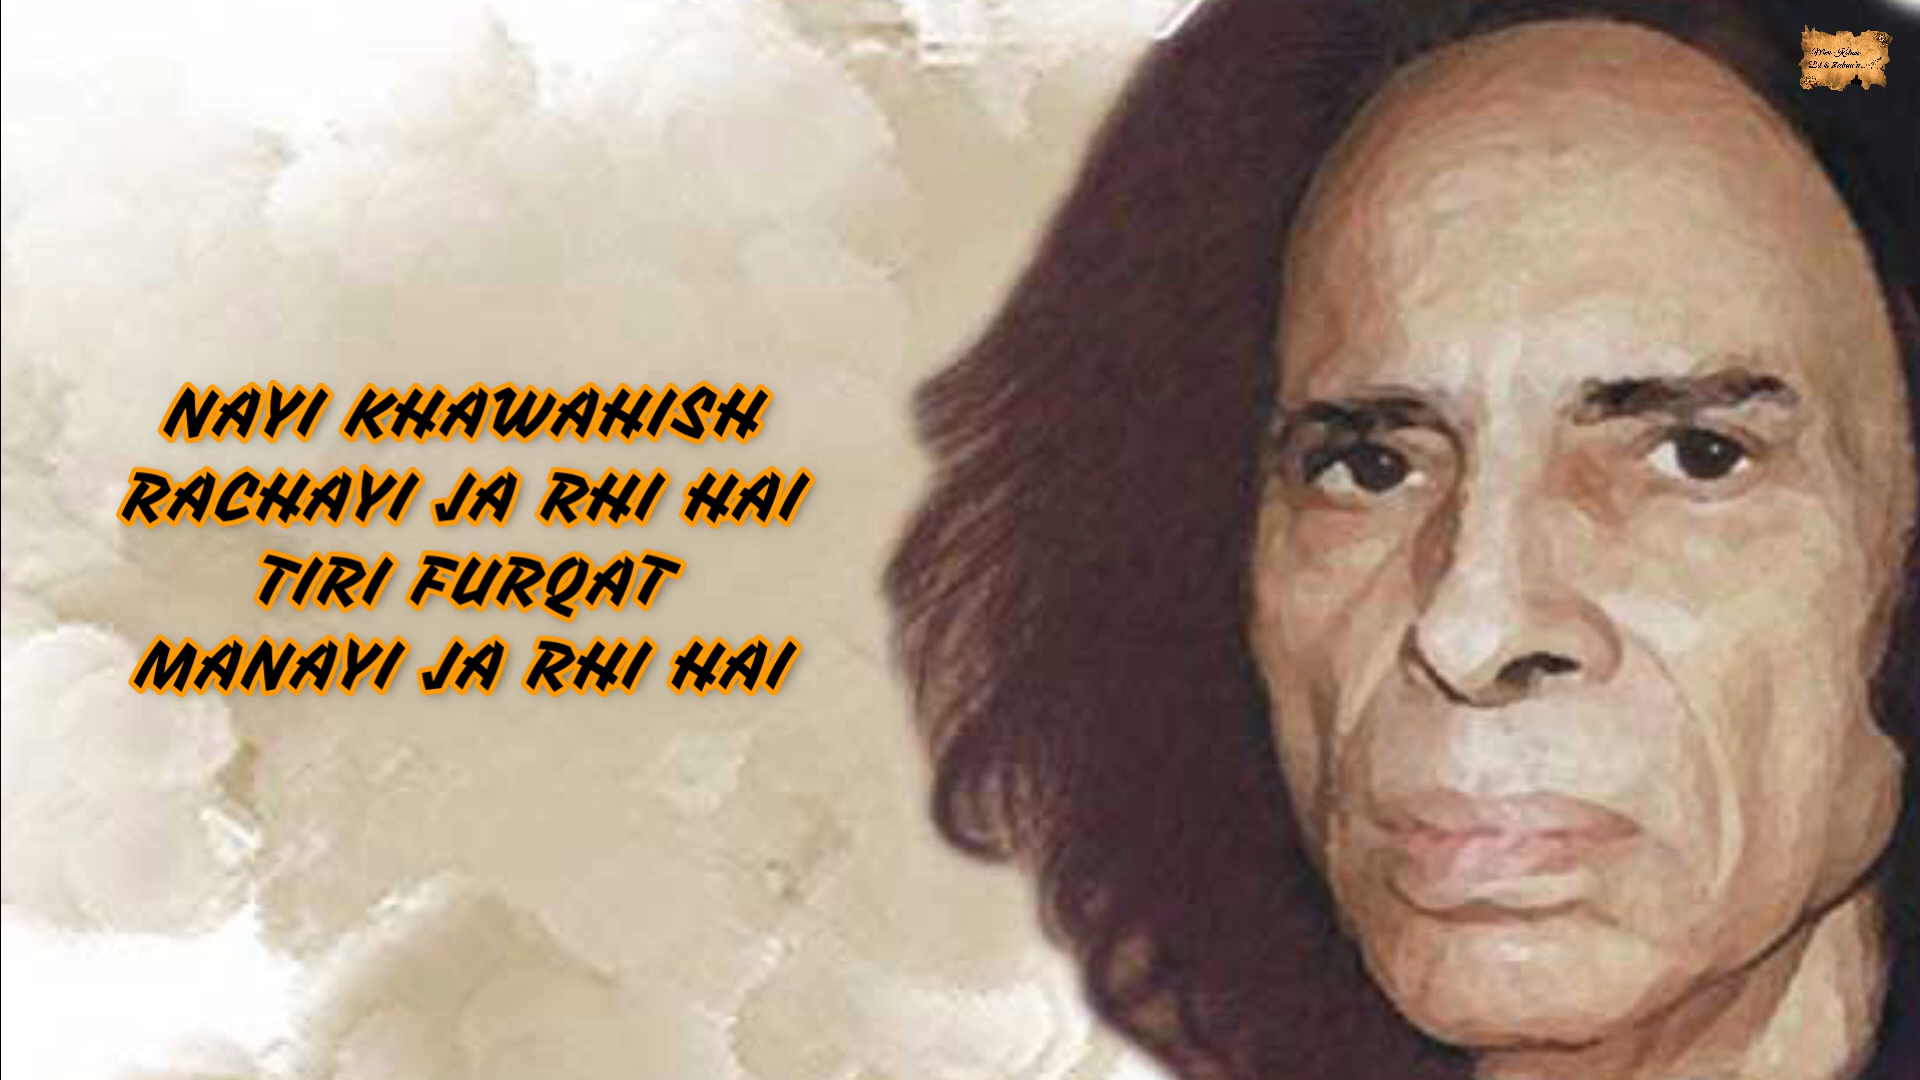 NAYI KHAWAHISH
RACHAYI JA RHI HAI
TIRI FURQAT
MANAYI JA RHI HAI